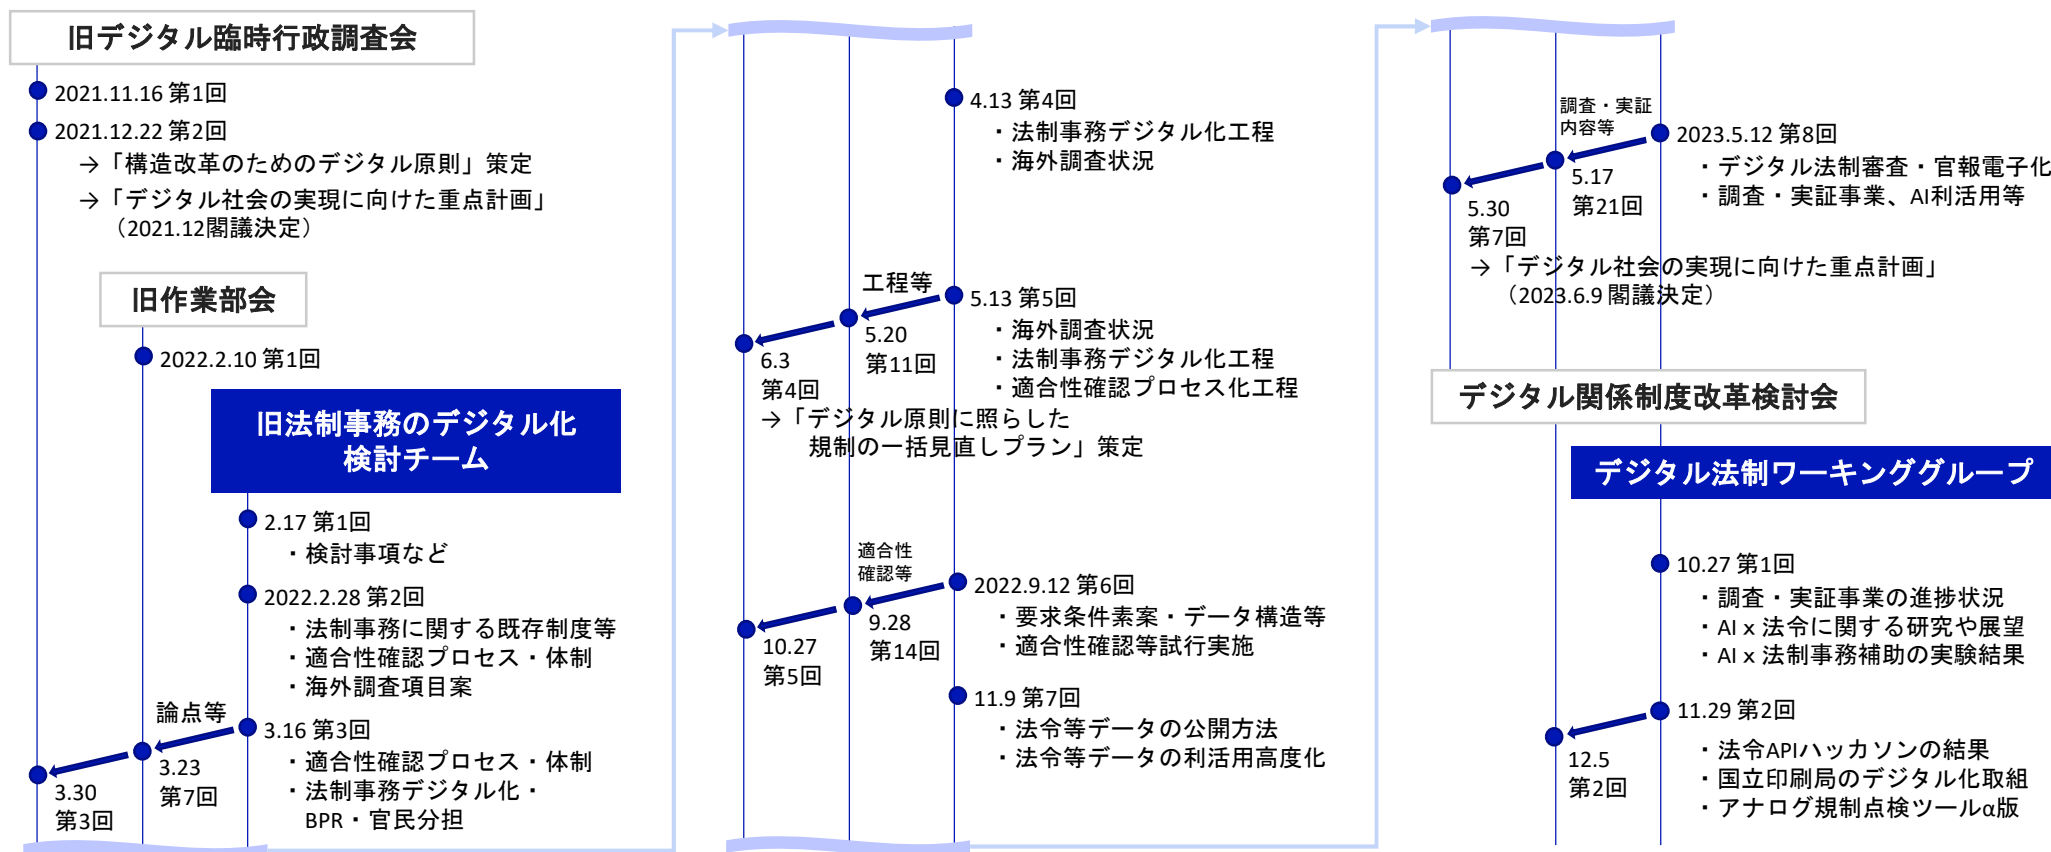 旧デジタル臨時行政調査会
2021.11.16 第1回
2021.12.22 第2回
→「構造改革のためのデジタル原則」策定
→「デジタル社会の実現に向けた重点計画」
（2021.12閣議決定）
旧作業部会
2022.2.10 第1回
旧法制事務のデジタル化
検討チーム
2.17 第1回
・検討事項など
2022.2.28 第2回
・法制事務に関する既存制度等
・適合性確認プロセス・体制
・海外調査項目案
論点等
3.16 第3回
・適合性確認プロセス・体制
・法制事務デジタル化・
BPR・官民分担
3.23
第7回
3.30
第3回
4.13 第4回
・法制事務デジタル化工程
・海外調査状況
工程等
5.13 第5回
・海外調査状況
・法制事務デジタル化工程
・適合性確認プロセス化工程
5.20
第11回
6.3
第4回
→「デジタル原則に照らした
規制の一括見直しプラン」策定
適合性
確認等
2022.9.12 第6回
・要求条件素案・データ構造等
・適合性確認等試行実施
9.28
第14回
10.27
第5回
11.9 第7回
・法令等データの公開方法
・法令等データの利活用高度化
調査・実証
内容等
2023.5.12 第8回
・デジタル法制審査・官報電子化
・調査・実証事業、AI利活用等
5.17
第21回
5.30
第7回
→「デジタル社会の実現に向けた重点計画」
（2023.6.9 閣議決定）
デジタル関係制度改革検討会
デジタル法制ワーキンググループ
10.27 第1回
・調査・実証事業の進捗状況
・AI x 法令に関する研究や展望
・AI x 法制事務補助の実験結果
11.29 第2回
・法令APIハッカソンの結果
・国立印刷局のデジタル化取組
・アナログ規制点検ツールα版
12.5
第2回